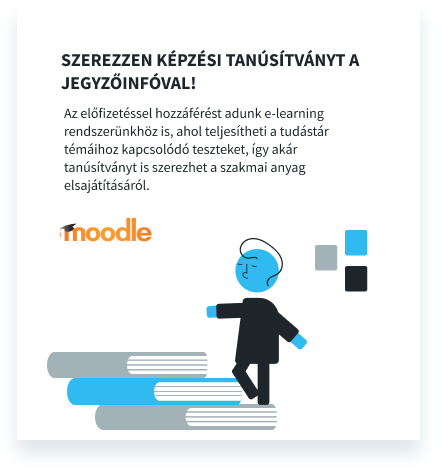 SZEREZZEN KÉPZÉSI TANÚSÍTVÁNYT A
JEGYZŐINFÓVAL!
Az előfizetéssel hozzáférést adunk e-learning
rendszerünkhöz is, ahol teljesítheti a tudástár
témáihoz kapcsolódó teszteket, így akár
tanúsítványt is szerezhet a szakmai anyag
elsajátításáról.
moodle